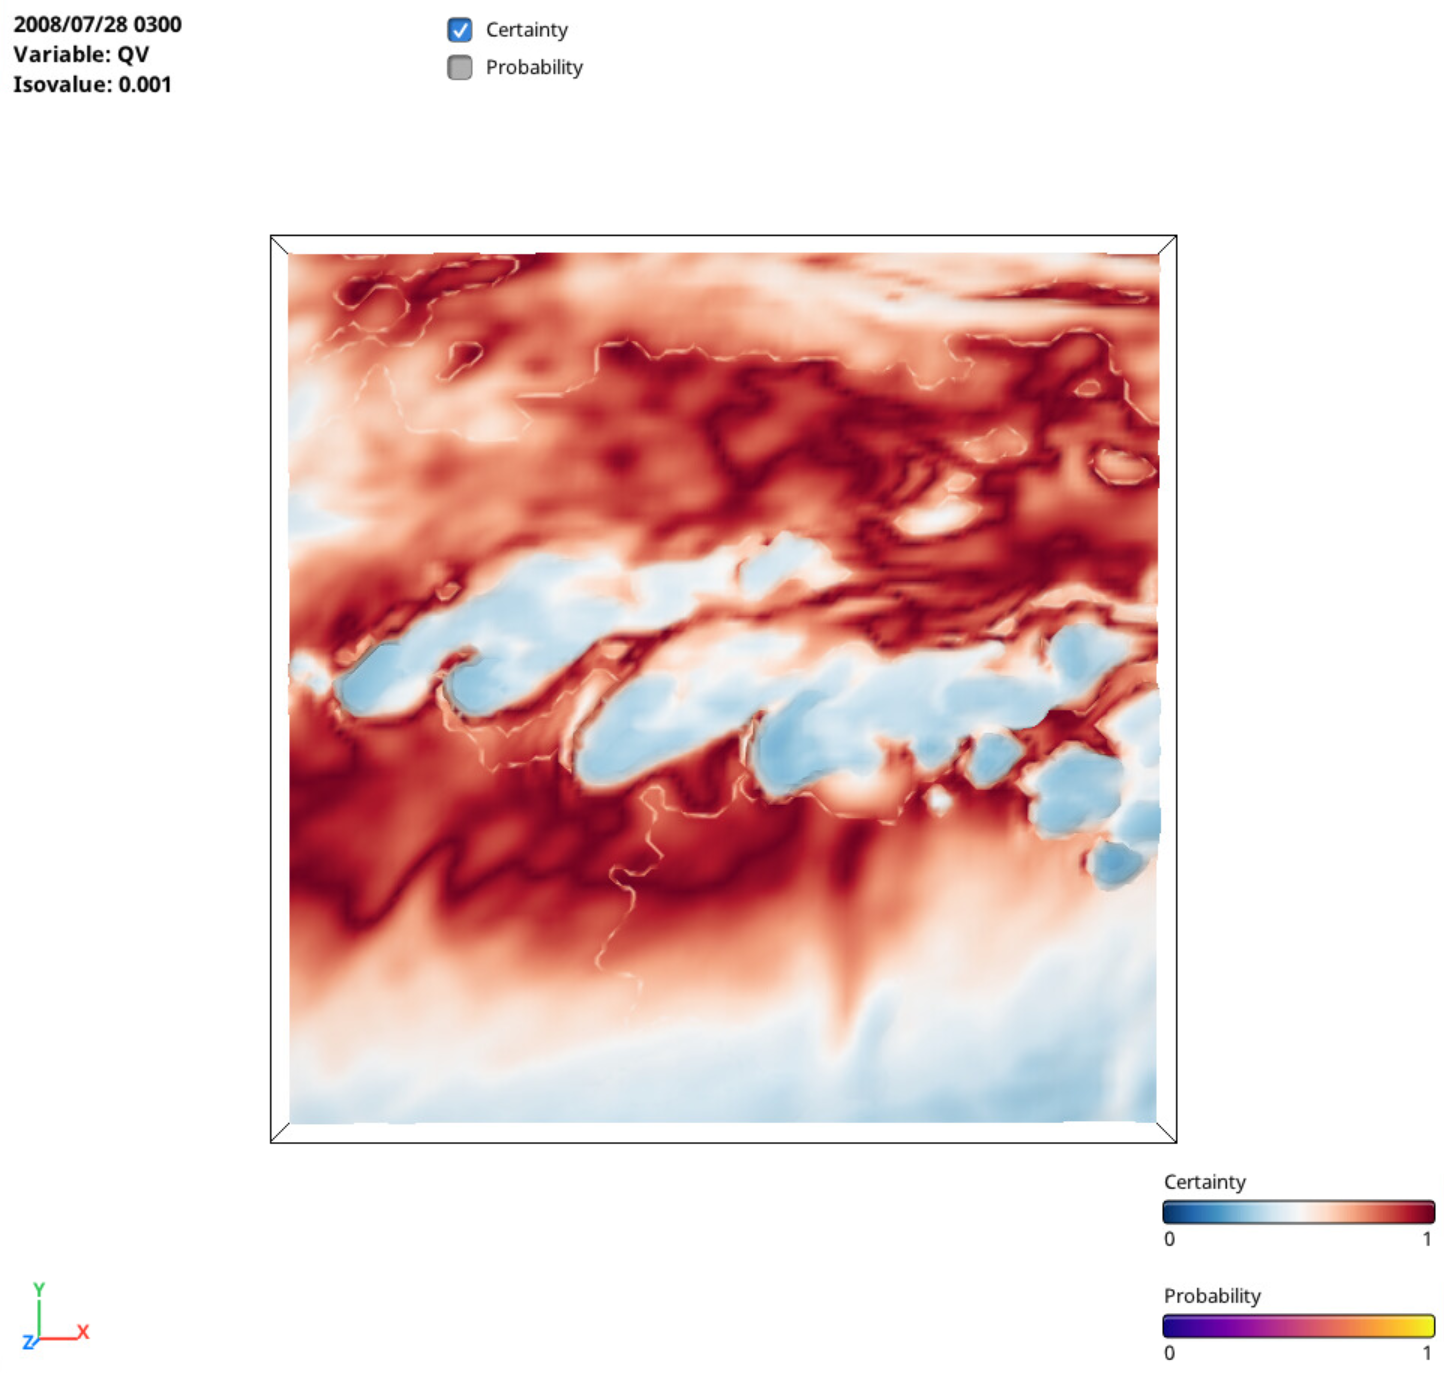 2008/07/28 0300
Variable: QV
Isovalue: 0.001
Certainty
Probability
Certainty
0 1
Probability
0 1
Y
X
Z